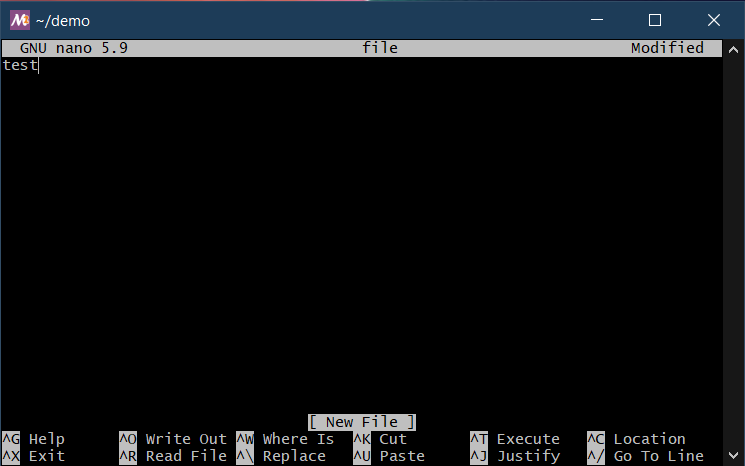 ~/demo
GNU nano 5.9 file Modified
test
[ New File ]
^G Help ^O Write Out ^W Where Is ^K Cut ^T Execute ^C Location
^X Exit ^R Read File ^\ Replace ^U Paste ^J Justify ^/ Go To Line